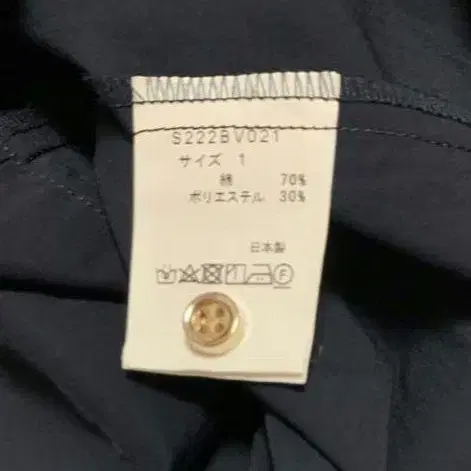 S222BV021
サイズ 1
綿 70%
ポリエステル 30%
日本製
F